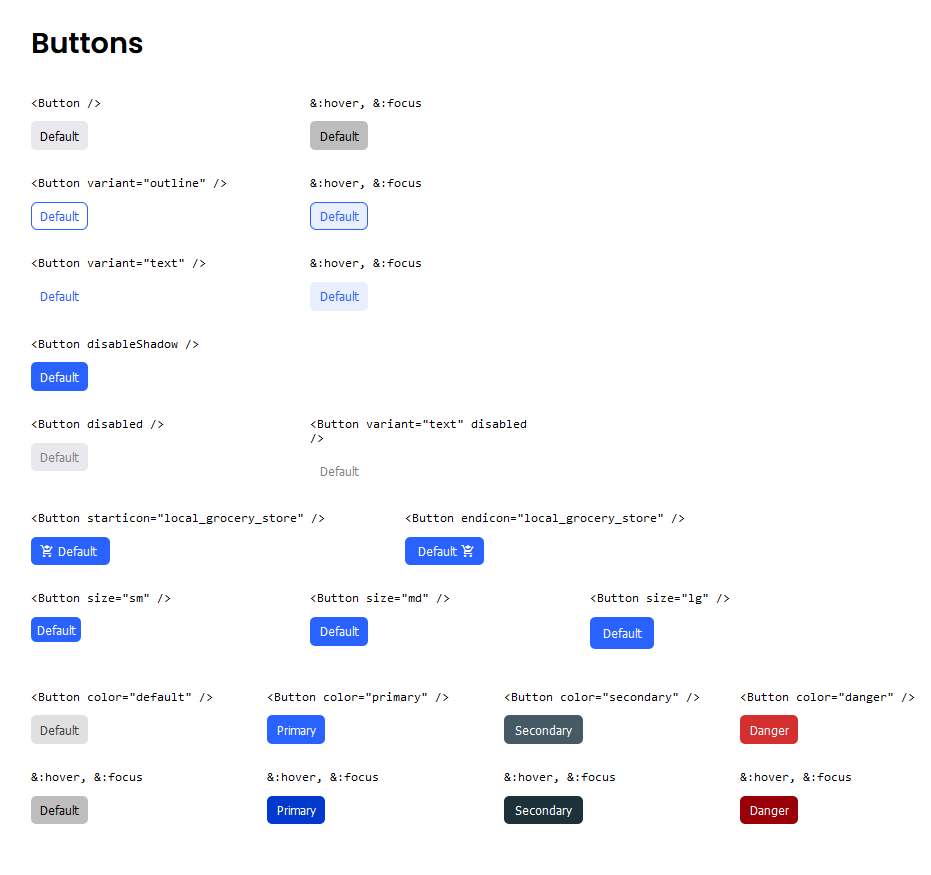 Buttons
<Button /> &:hover, &:focus
Default Default
<Button variant="outline" /> &:hover, &:focus
Default Default
<Button variant="text" /> &:hover, &:focus
Default Default
<Button disableShadow />
Default
<Button disabled /> <Button variant="text" disabled
/>
Default Default
<Button starticon="local_grocery_store" /> <Button endicon="local_grocery_store" />
Default Default
<Button size="sm" /> <Button size="md" /> <Button size="lg" />
Default Default Default
<Button color="default" /> <Button color="primary" /> <Button color="secondary" /> <Button color="danger" />
Default Primary Secondary Danger
&:hover, &:focus &:hover, &:focus &:hover, &:focus &:hover, &:focus
Default Primary Secondary Danger